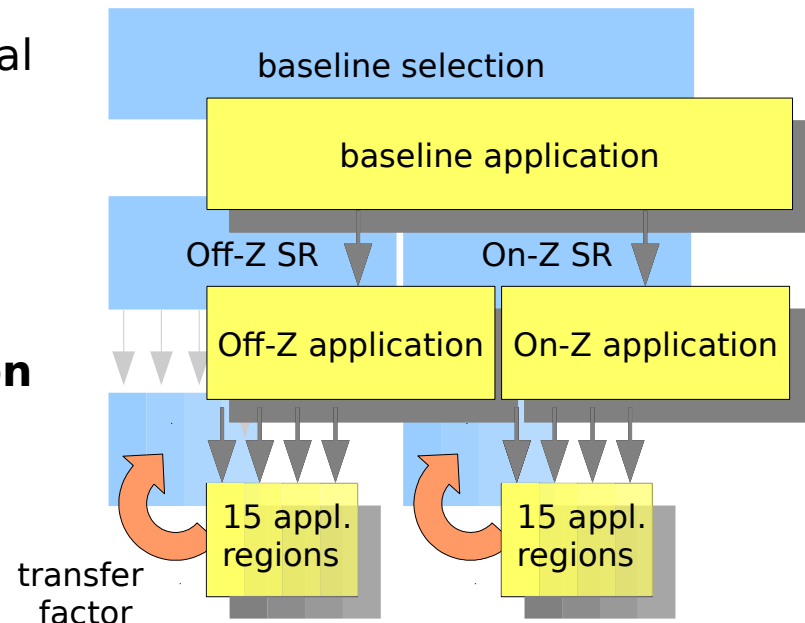 al
baseline selection
baseline application
Off-Z SR
On-Z SR
Off-Z application
On-Z application
n
15 appl.
regions
15 appl.
regions
transfer
factor